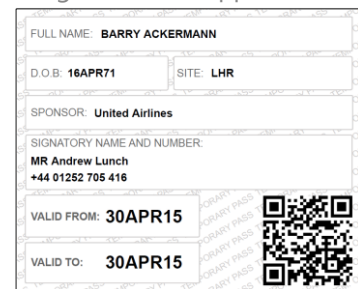 FULL NAME: BARRY ACKERMANN
D.O.B: 16APR71 SITE: LHR
SPONSOR: United Airlines
SIGNATORY NAME AND NUMBER:
MR Andrew Lunch
+44 01252 705 416
VALID FROM: 30APR15
VALID TO: 30APR15